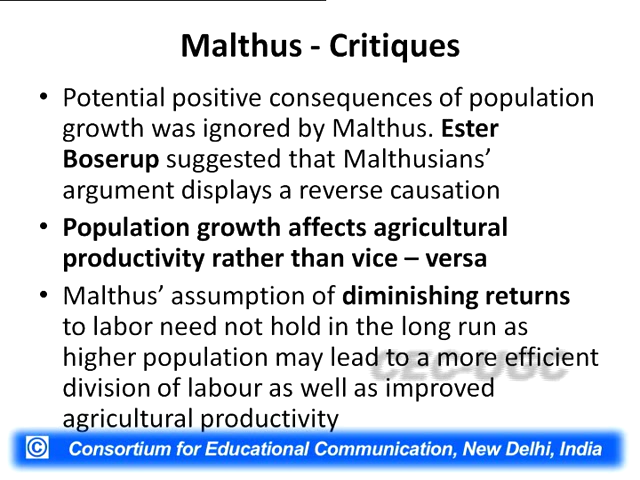 Malthus - Critiques
• Potential positive consequences of population
growth was ignored by Malthus. Ester
Boserup suggested that Malthusians’
argument displays a reverse causation
• Population growth affects agricultural
productivity rather than vice – versa
• Malthus’ assumption of diminishing returns
to labor need not hold in the long run as
higher population may lead to a more efficient
CEC-UGC
division of labour as well as improved
agricultural productivity
© Consortium for Educational Communication, New Delhi, India